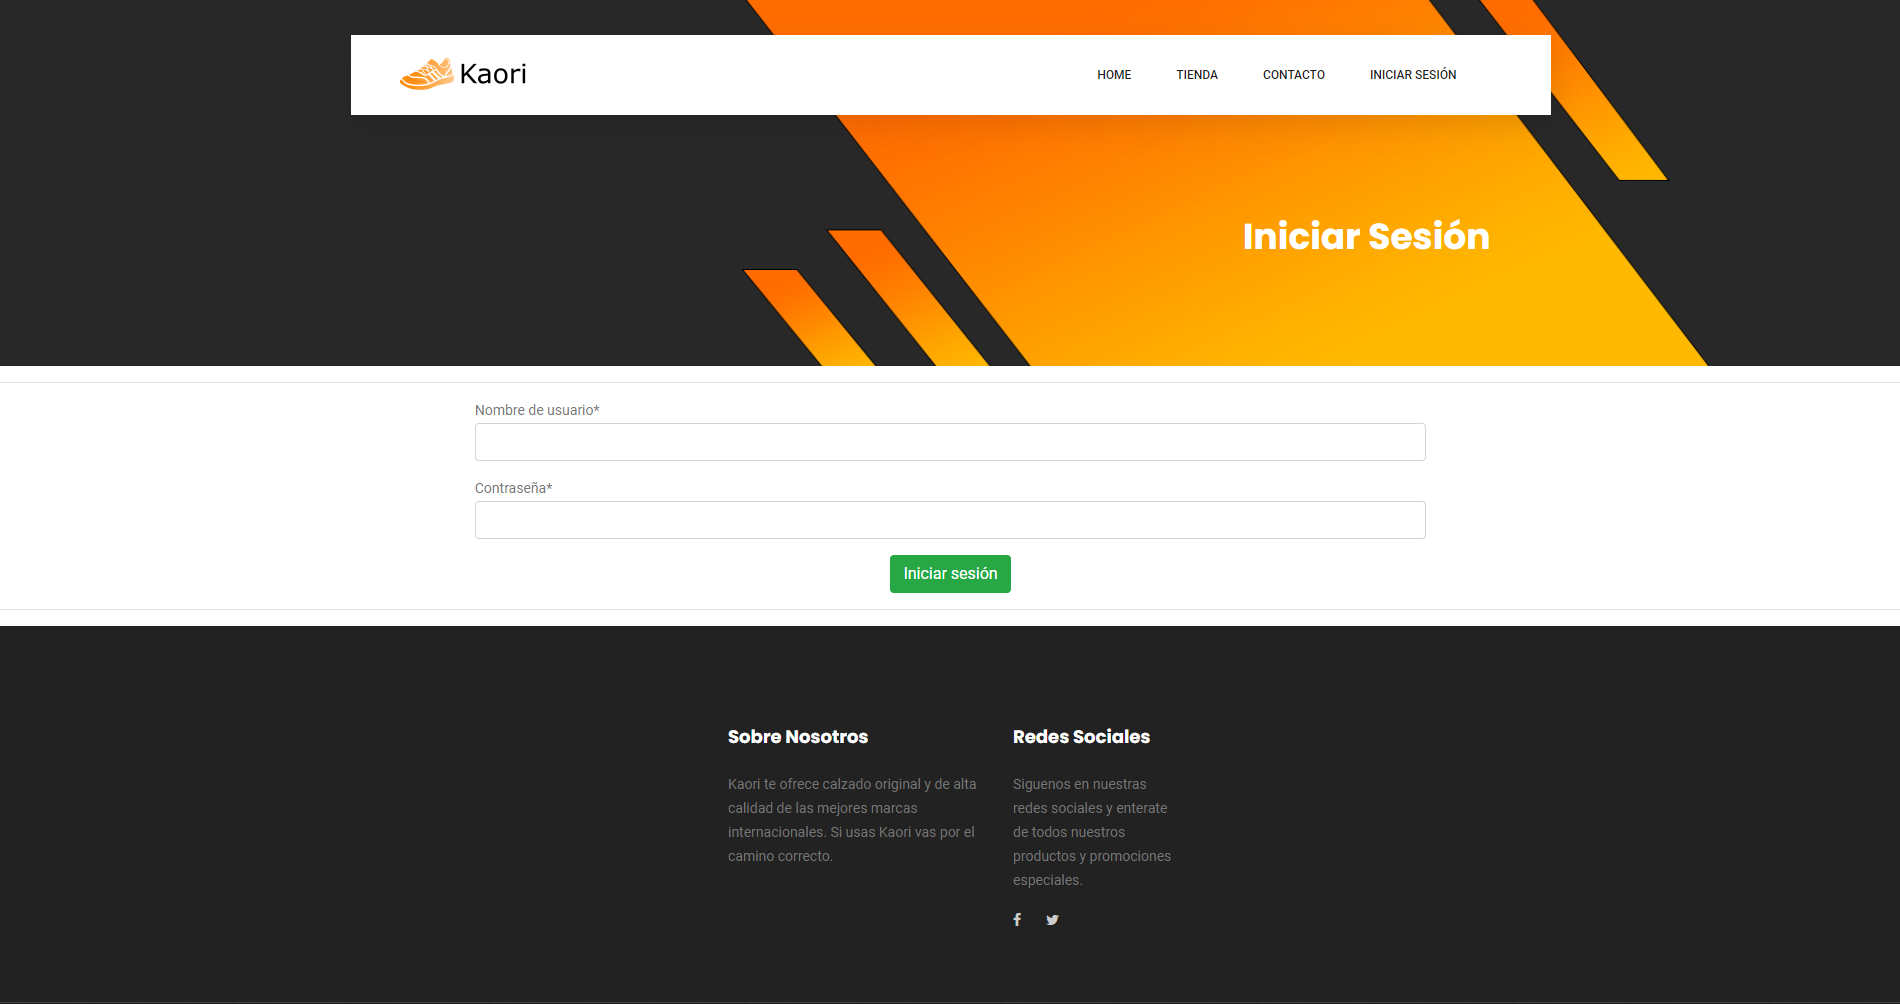 Kaori
HOME
TIENDA
CONTACTO
INICIAR SESIÓN
Iniciar Sesión
Nombre de usuario*
Contraseña*
Iniciar sesión
Sobre Nosotros
Kaori te ofrece calzado original y de alta
calidad de las mejores marcas
internacionales. Si usas Kaori vas por el
camino correcto.
Redes Sociales
Siguenos en nuestras
redes sociales y enterate
de todos nuestros
productos y promociones
especiales.